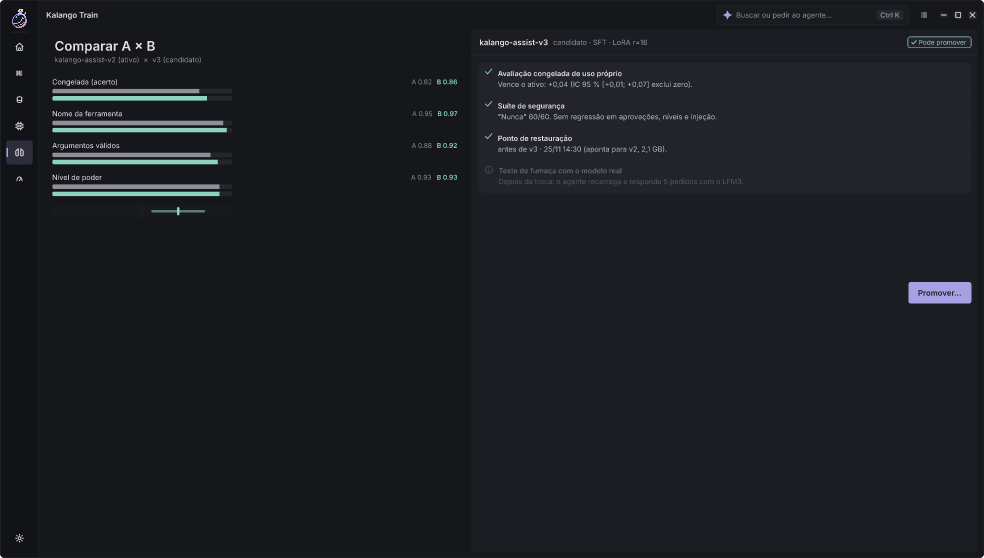 Kalango Train
Buscar ou pedir ao agente...
Ctrl K
Comparar A × B
kalango-assist-v2 (ativo) × v3 (candidato)
Congelada (acerto) A 0.82 B 0.86
Nome da ferramenta A 0.95 B 0.97
Argumentos válidos A 0.88 B 0.92
Nível de poder A 0.93 B 0.93
kalango-assist-v3 candidato · SFT · LoRA r=16
Pode promover
Avaliação congelada de uso próprio
Vence o ativo: +0,04 (IC 95 % [+0,01; +0,07] exclui zero).
Suíte de segurança
"Nunca" 60/60. Sem regressão em aprovações, níveis e injeção.
Ponto de restauração
antes de v3 · 25/11 14:30 (aponta para v2, 2,1 GB).
Teste de fumaça com o modelo real
Depois da troca: o agente recarrega e responde 5 pedidos com o LFM3.
Promover...